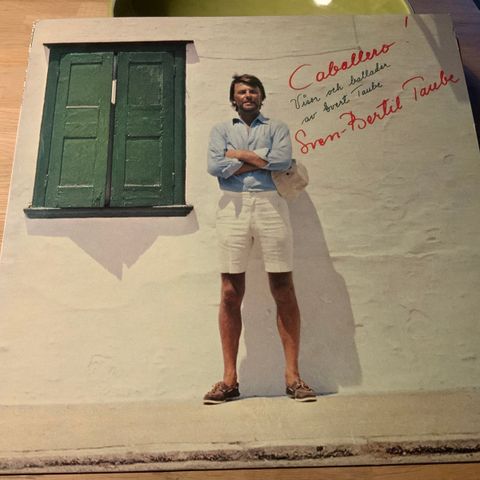 Caballero!
Visor och ballader
av Evert Taube
Sven-Bertil Taube